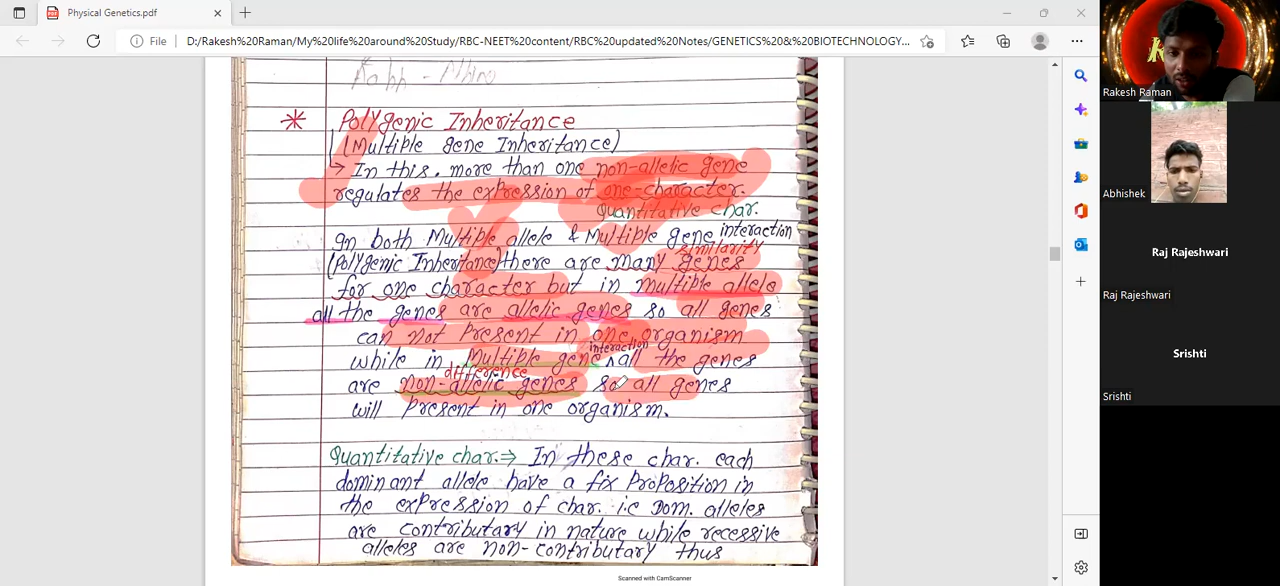 Physical Genetics.pdf
File
D:/Rakesh%20Raman/My%20life%20around%20Study/RBC-NEET%20content/RBC%20updated%20Notes/GENETICS%20&%20BIOTECHNOLOGY...
Polygenic Inheritance
(Multiple gene Inheritance)
→ In this, more than one non-allelic gene
regulates the expression of one-character.
Quantitative char.
In both Multiple allele & Multiple gene interaction
similarity
(Polygenic Inheritance) there are many genes
for one character but in multiple allele
all the genes are allelic genes so all genes
can not Present in one organism
interaction
while in Multiple gene ^ all the genes
difference
are non-allelic genes so all genes
will Present in one organism.
Quantitative char. ⇒ In these char. each
dominant allele have a fix Proposition in
the expression of char. i.e Dom. alleles
are contributary in nature while recessive
alleles are non-contributary thus
Scanned with CamScanner
Rakesh Raman
Abhishek
Raj Rajeshwari
Raj Rajeshwari
Srishti
Srishti